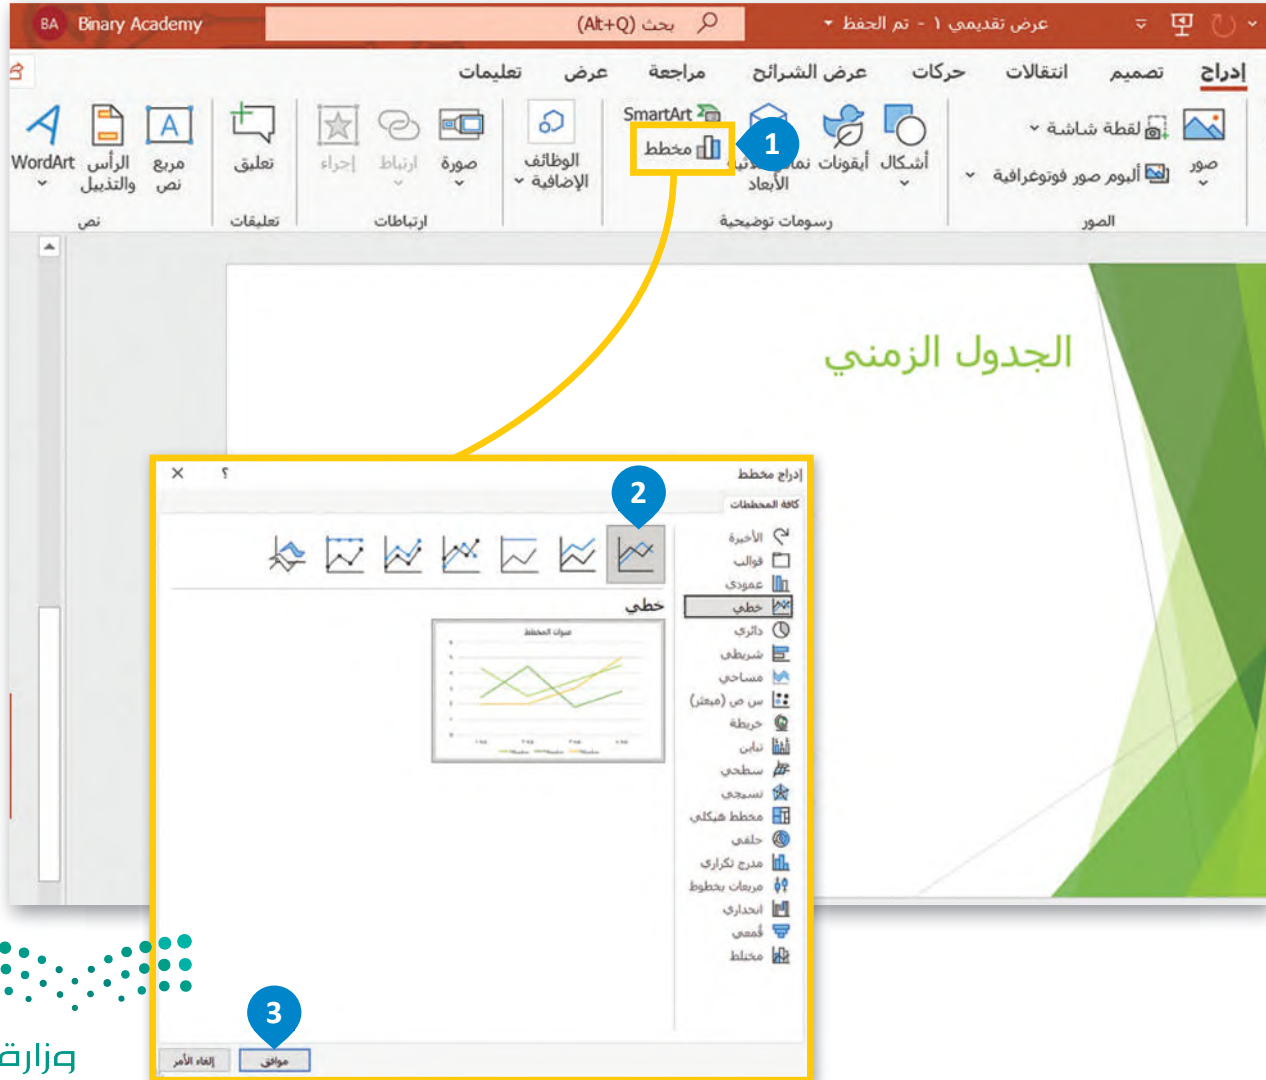 عرض تقديمي ١ - تم الحفظ
بحث (Alt+Q)
Binary Academy
BA
إدراج
تصميم
انتقالات
حركات
عرض الشرائح
مراجعة
عرض
تعليمات
صور
لقطة شاشة
ألبوم صور فوتوغرافية
الصور
أشكال
أيقونات
الأبعاد
1
SmartArt
مخطط
رسومات توضيحية
الوظائف
الإضافية
صورة
ارتباط
إجراء
ارتباطات
تعليق
تعليقات
مربع
نص
الرأس
والتذييل
WordArt
نص
الجدول الزمني
إدراج مخطط
؟
كافة المخططات
2
الأخيرة
قوالب
عمودي
خطي
دائري
شريطي
مساحي
س ص (مبعثر)
خريطة
تباين
سطحي
نسيجي
مخطط هيكلي
حلقي
مدرج تكراري
مربعات بخطوط
انحداري
قُمعي
مختلط
خطي
عنوان المخطط
3
موافق
إلغاء الأمر
وزارة